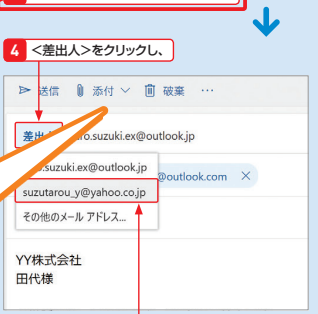 4 <差出人>をクリックし、
送信 添付 破棄 …
ro.suzuki.ex@outlook.jp
.suzuki.ex@outlook.jp
@outlook.com ×
suzutarou_y@yahoo.co.jp
その他のメール アドレス...
YY株式会社
田代様